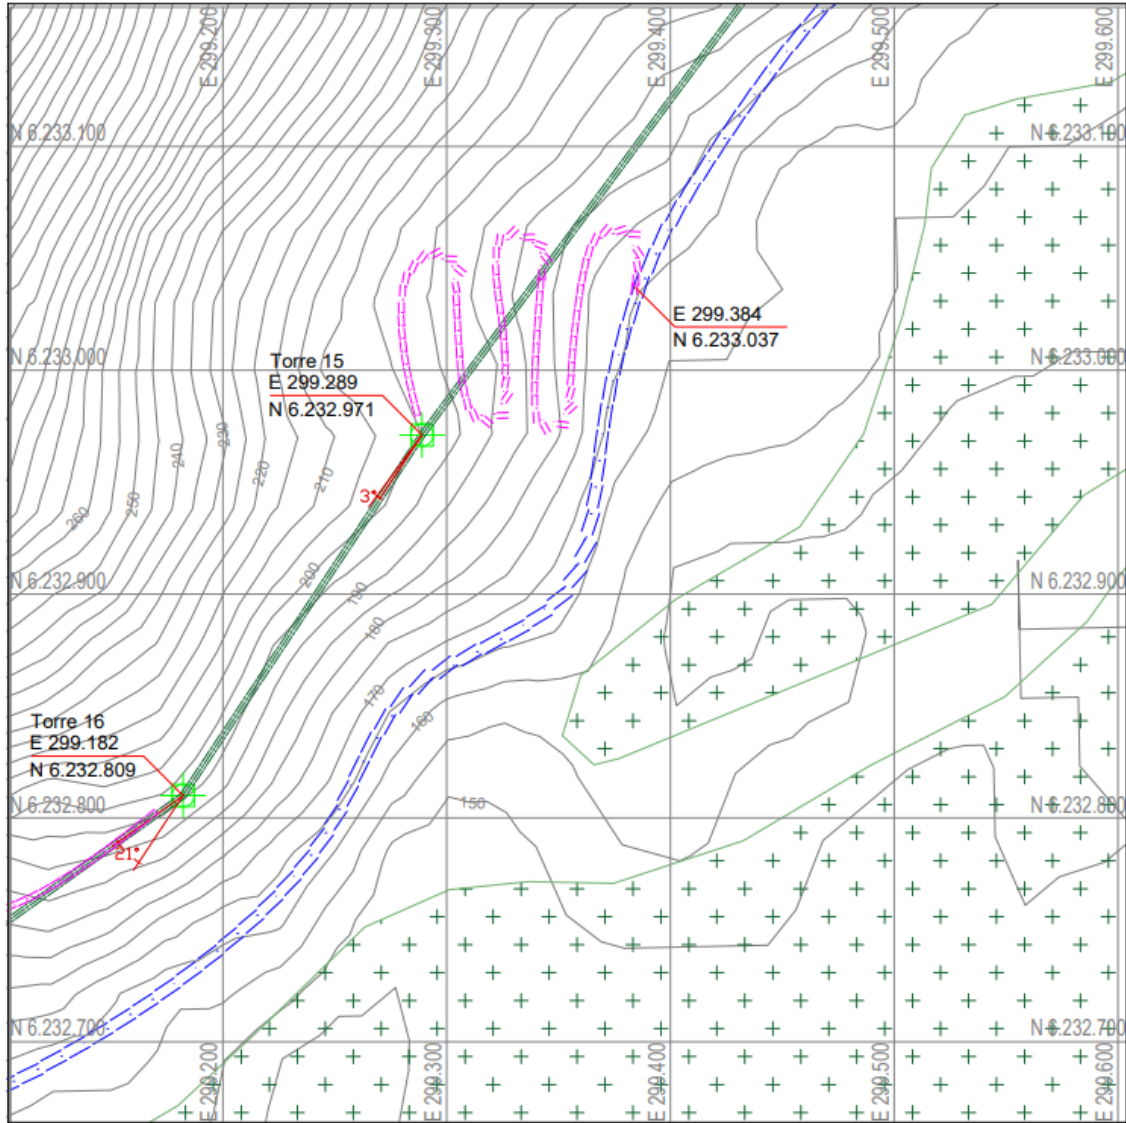 E 299.200
E 299.300
E 299.400
E 299.500
E 299.600
N 6.233.100
N 6.233.100
E 299.384
N 6.233.037
N 6.233.000
N 6.233.000
Torre 15
E 299.289
N 6.232.971
3°
240
230
220
210
250
260
200
190
180
170
160
150
N 6.232.900
N 6.232.900
Torre 16
E 299.182
N 6.232.809
N 6.232.800
N 6.232.800
21°
N 6.232.700
N 6.232.700
E 299.200
E 299.300
E 299.400
E 299.500
E 299.600